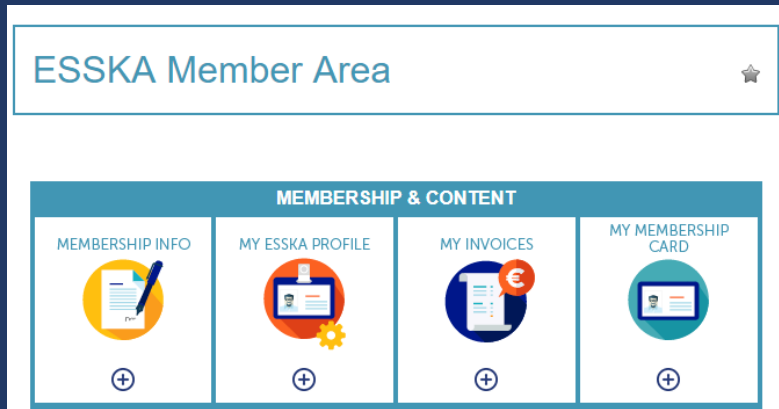 ESSKA Member Area
MEMBERSHIP & CONTENT
MEMBERSHIP INFO
MY ESSKA PROFILE
MY INVOICES
MY MEMBERSHIP
CARD
€